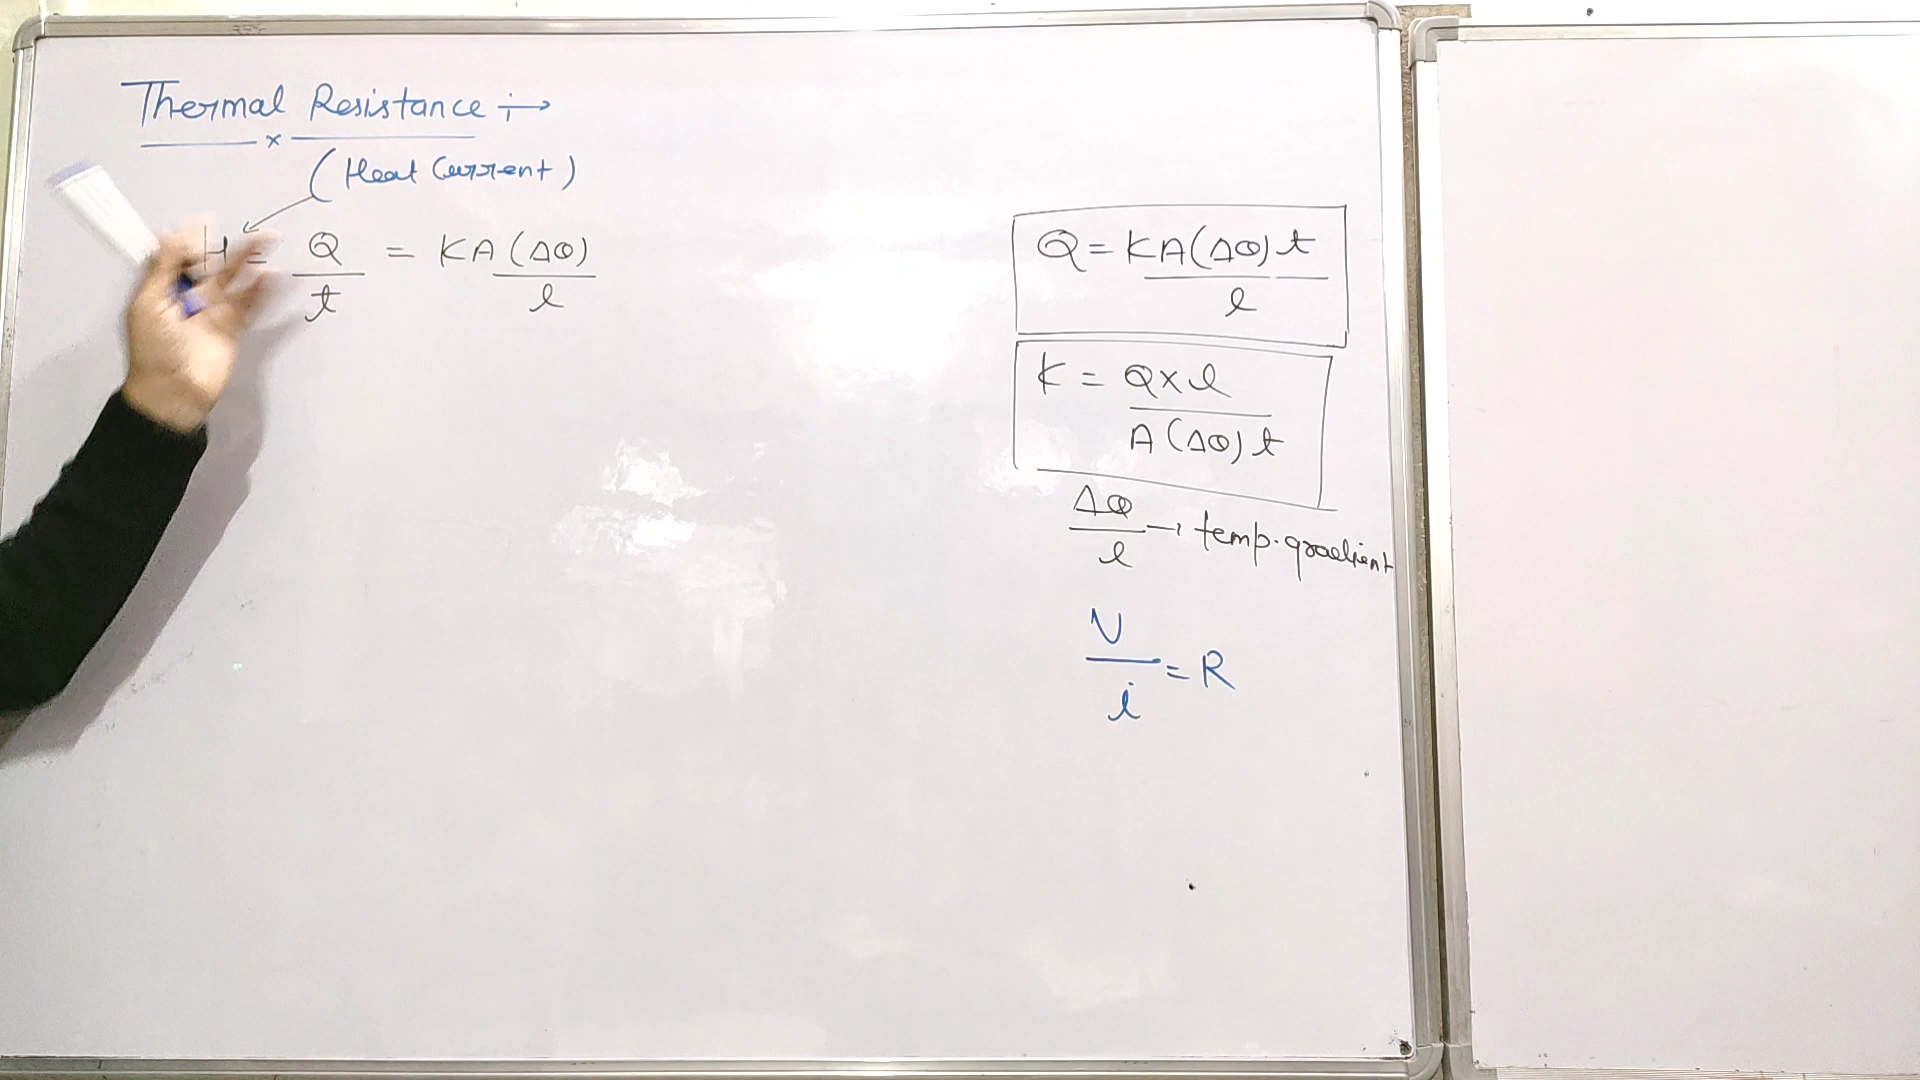 Thermal Resistance :→
(Heat Current)
H = Q/t = KA(Δθ)/l
Q = KA(Δθ)t/l
K = Q×l/A(Δθ)t
Δθ/l → temp. gradient
V/i = R